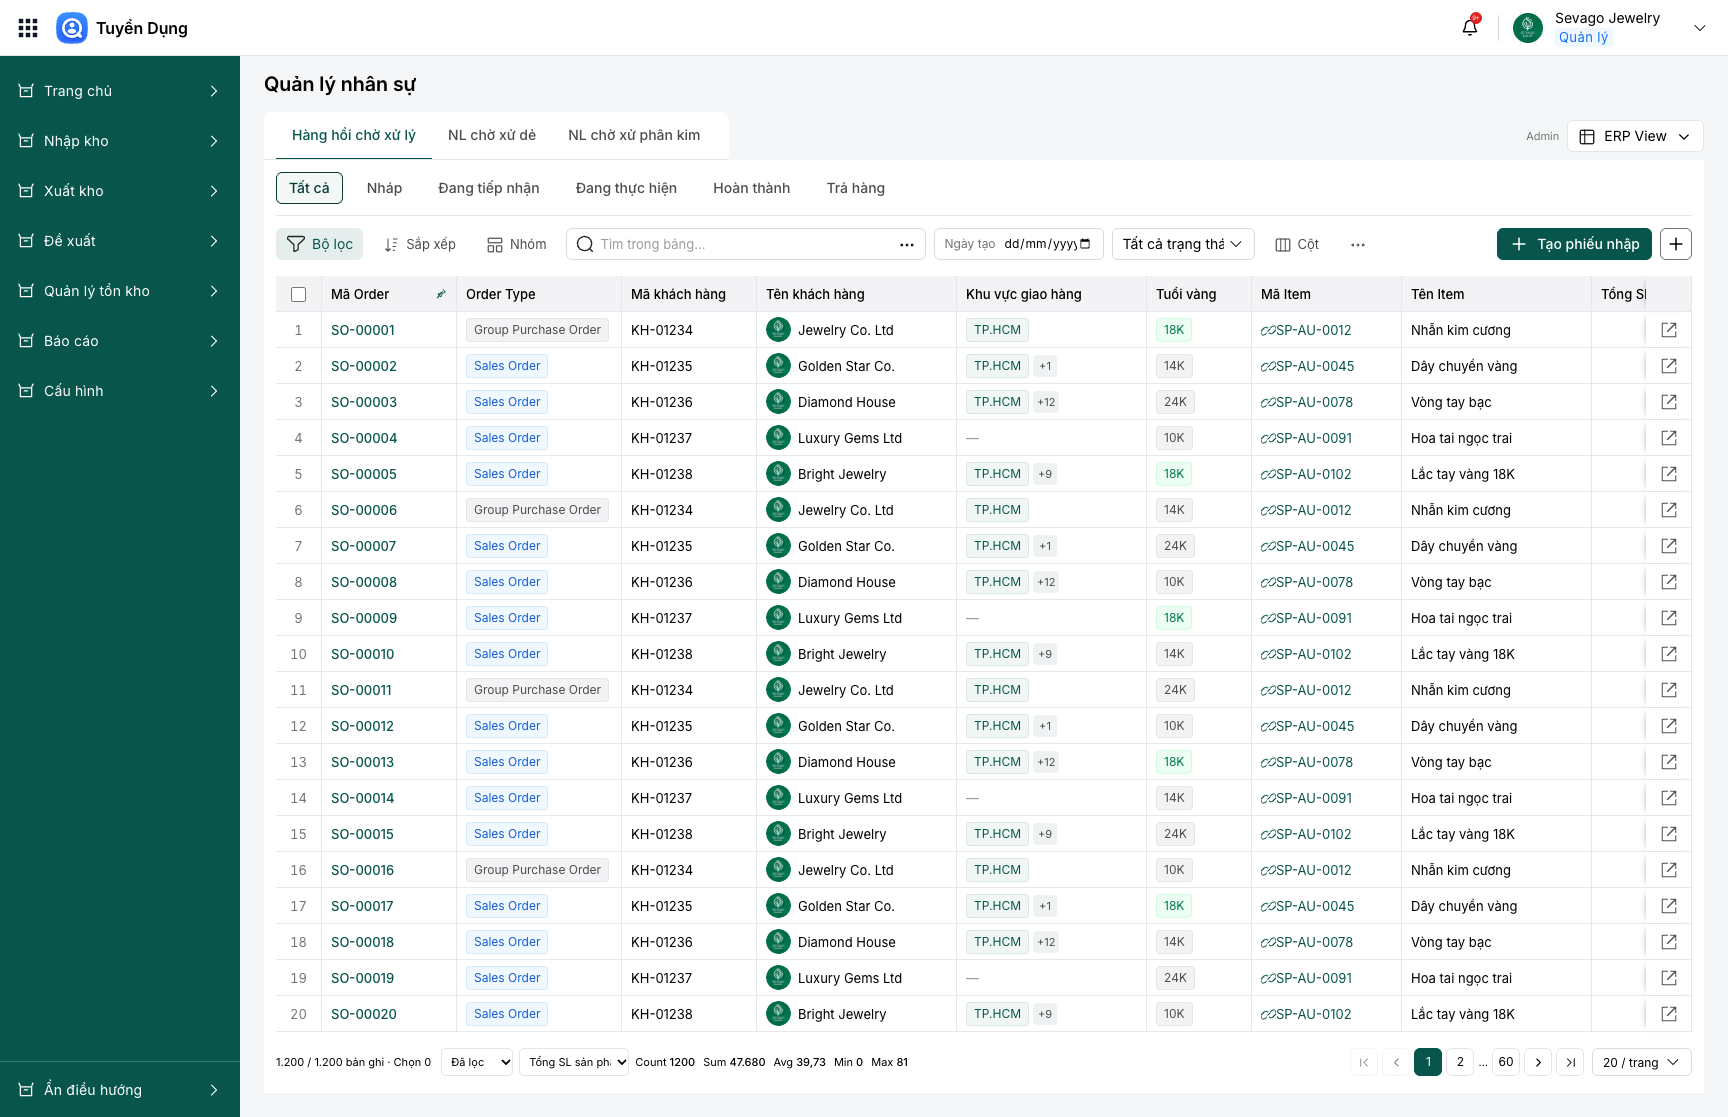 Tuyển Dụng
9+
Sevago Jewelry
Quản lý
Trang chủ
Nhập kho
Xuất kho
Đề xuất
Quản lý tồn kho
Báo cáo
Cấu hình
Ẩn điều hướng
Quản lý nhân sự
Hàng hồi chờ xử lý NL chờ xử dẻ NL chờ xử phân kim
Admin ERP View
Tất cả Nháp Đang tiếp nhận Đang thực hiện Hoàn thành Trả hàng
Bộ lọc Sắp xếp Nhóm Tìm trong bảng... Ngày tạo dd/mm/yyyy Tất cả trạng thá Cột Tạo phiếu nhập
Mã Order Order Type Mã khách hàng Tên khách hàng Khu vực giao hàng Tuổi vàng Mã Item Tên Item Tổng Sl
1 SO-00001 Group Purchase Order KH-01234 Jewelry Co. Ltd TP.HCM 18K SP-AU-0012 Nhẫn kim cương
2 SO-00002 Sales Order KH-01235 Golden Star Co. TP.HCM +1 14K SP-AU-0045 Dây chuyền vàng
3 SO-00003 Sales Order KH-01236 Diamond House TP.HCM +12 24K SP-AU-0078 Vòng tay bạc
4 SO-00004 Sales Order KH-01237 Luxury Gems Ltd — 10K SP-AU-0091 Hoa tai ngọc trai
5 SO-00005 Sales Order KH-01238 Bright Jewelry TP.HCM +9 18K SP-AU-0102 Lắc tay vàng 18K
6 SO-00006 Group Purchase Order KH-01234 Jewelry Co. Ltd TP.HCM 14K SP-AU-0012 Nhẫn kim cương
7 SO-00007 Sales Order KH-01235 Golden Star Co. TP.HCM +1 24K SP-AU-0045 Dây chuyền vàng
8 SO-00008 Sales Order KH-01236 Diamond House TP.HCM +12 10K SP-AU-0078 Vòng tay bạc
9 SO-00009 Sales Order KH-01237 Luxury Gems Ltd — 18K SP-AU-0091 Hoa tai ngọc trai
10 SO-00010 Sales Order KH-01238 Bright Jewelry TP.HCM +9 14K SP-AU-0102 Lắc tay vàng 18K
11 SO-00011 Group Purchase Order KH-01234 Jewelry Co. Ltd TP.HCM 24K SP-AU-0012 Nhẫn kim cương
12 SO-00012 Sales Order KH-01235 Golden Star Co. TP.HCM +1 10K SP-AU-0045 Dây chuyền vàng
13 SO-00013 Sales Order KH-01236 Diamond House TP.HCM +12 18K SP-AU-0078 Vòng tay bạc
14 SO-00014 Sales Order KH-01237 Luxury Gems Ltd — 14K SP-AU-0091 Hoa tai ngọc trai
15 SO-00015 Sales Order KH-01238 Bright Jewelry TP.HCM +9 24K SP-AU-0102 Lắc tay vàng 18K
16 SO-00016 Group Purchase Order KH-01234 Jewelry Co. Ltd TP.HCM 10K SP-AU-0012 Nhẫn kim cương
17 SO-00017 Sales Order KH-01235 Golden Star Co. TP.HCM +1 18K SP-AU-0045 Dây chuyền vàng
18 SO-00018 Sales Order KH-01236 Diamond House TP.HCM +12 14K SP-AU-0078 Vòng tay bạc
19 SO-00019 Sales Order KH-01237 Luxury Gems Ltd — 24K SP-AU-0091 Hoa tai ngọc trai
20 SO-00020 Sales Order KH-01238 Bright Jewelry TP.HCM +9 10K SP-AU-0102 Lắc tay vàng 18K
1.200 / 1.200 bản ghi · Chọn 0 Đã lọc Tổng SL sản phẩ Count 1200 Sum 47.680 Avg 39,73 Min 0 Max 81 1 2 ... 60 20 / trang